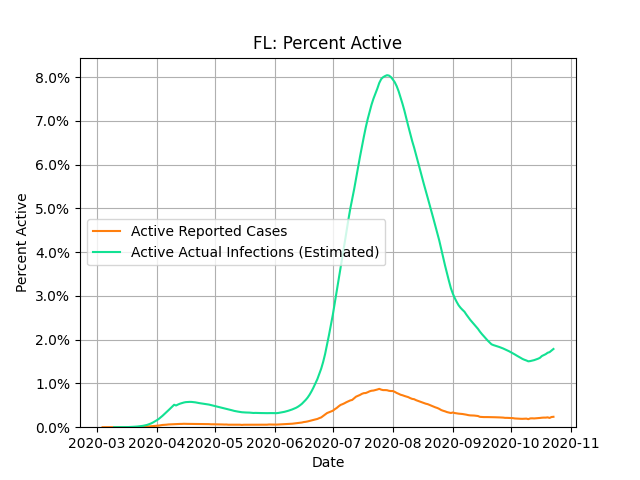 FL: Percent Active
8.0%
7.0%
6.0%
5.0%
4.0%
3.0%
2.0%
1.0%
0.0%
Percent Active
Active Reported Cases
Active Actual Infections (Estimated)
2020-03 2020-04 2020-05 2020-06 2020-07 2020-08 2020-09 2020-10 2020-11
Date